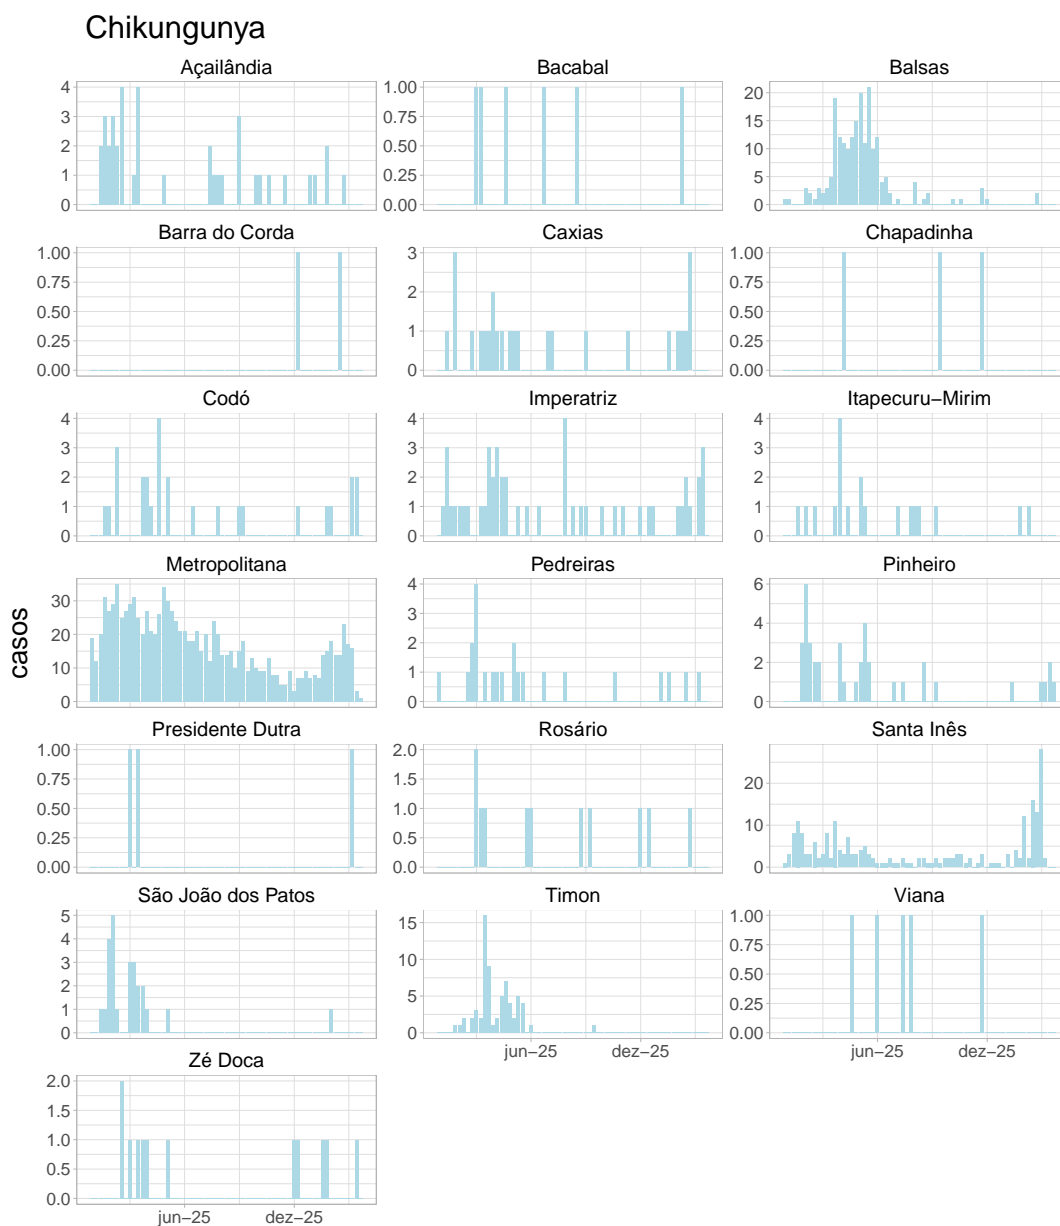 Chikungunya
Açailândia Bacabal Balsas
4 3 2 1 0
1.00 0.75 0.50 0.25 0.00
20 15 10 5 0
Barra do Corda Caxias Chapadinha
1.00 0.75 0.50 0.25 0.00
3 2 1 0
1.00 0.75 0.50 0.25 0.00
Codó Imperatriz Itapecuru−Mirim
4 3 2 1 0
4 3 2 1 0
4 3 2 1 0
Metropolitana Pedreiras Pinheiro
30 20 10 0
4 3 2 1 0
6 4 2 0
casos
Presidente Dutra Rosário Santa Inês
1.00 0.75 0.50 0.25 0.00
2.0 1.5 1.0 0.5 0.0
20 10 0
São João dos Patos Timon Viana
5 4 3 2 1 0
15 10 5 0
1.00 0.75 0.50 0.25 0.00
jun−25 dez−25
jun−25 dez−25
Zé Doca
2.0 1.5 1.0 0.5 0.0
jun−25 dez−25